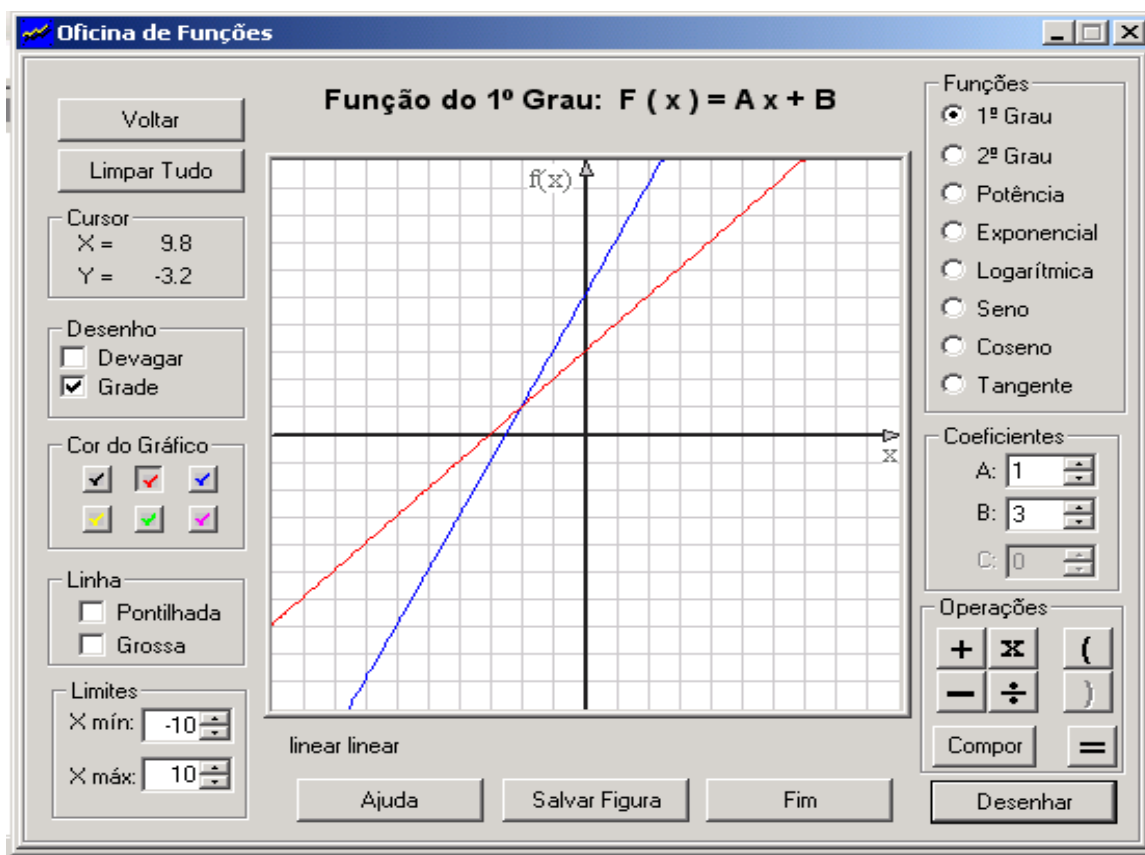 Oficina de Funções
Voltar
Limpar Tudo
Cursor
X = 9.8
Y = -3.2
Desenho
Devagar
Grade
Cor do Gráfico
Linha
Pontilhada
Grossa
Limites
X mín: -10
X máx: 10
Função do 1º Grau: F ( x ) = A x + B
f(x)
x
linear linear
Ajuda
Salvar Figura
Fim
Funções
1º Grau
2º Grau
Potência
Exponencial
Logarítmica
Seno
Coseno
Tangente
Coeficientes
A: 1
B: 3
C: 0
Operações
+ x (
− ÷ )
Compor =
Desenhar